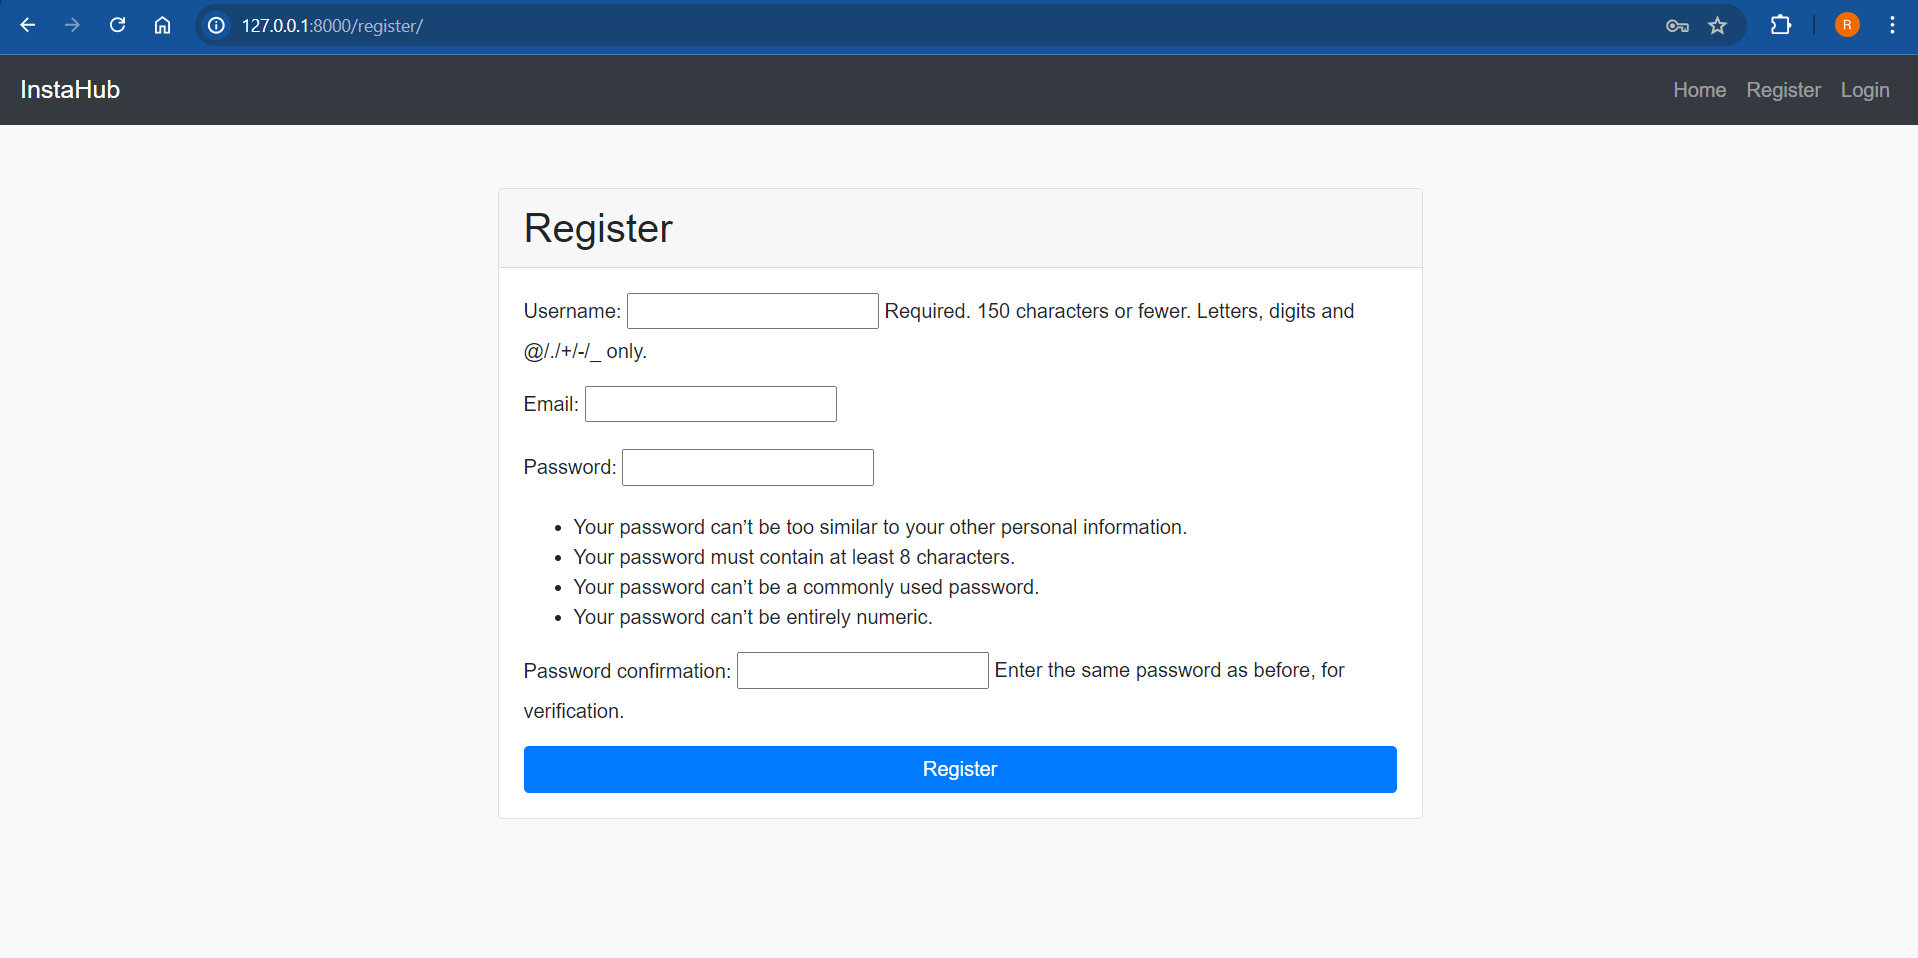 127.0.0.1:8000/register/
R
InstaHub
Home Register Login
Register
Username: Required. 150 characters or fewer. Letters, digits and
@/./+/-/_ only.
Email:
Password:
• Your password can’t be too similar to your other personal information.
• Your password must contain at least 8 characters.
• Your password can’t be a commonly used password.
• Your password can’t be entirely numeric.
Password confirmation: Enter the same password as before, for
verification.
Register